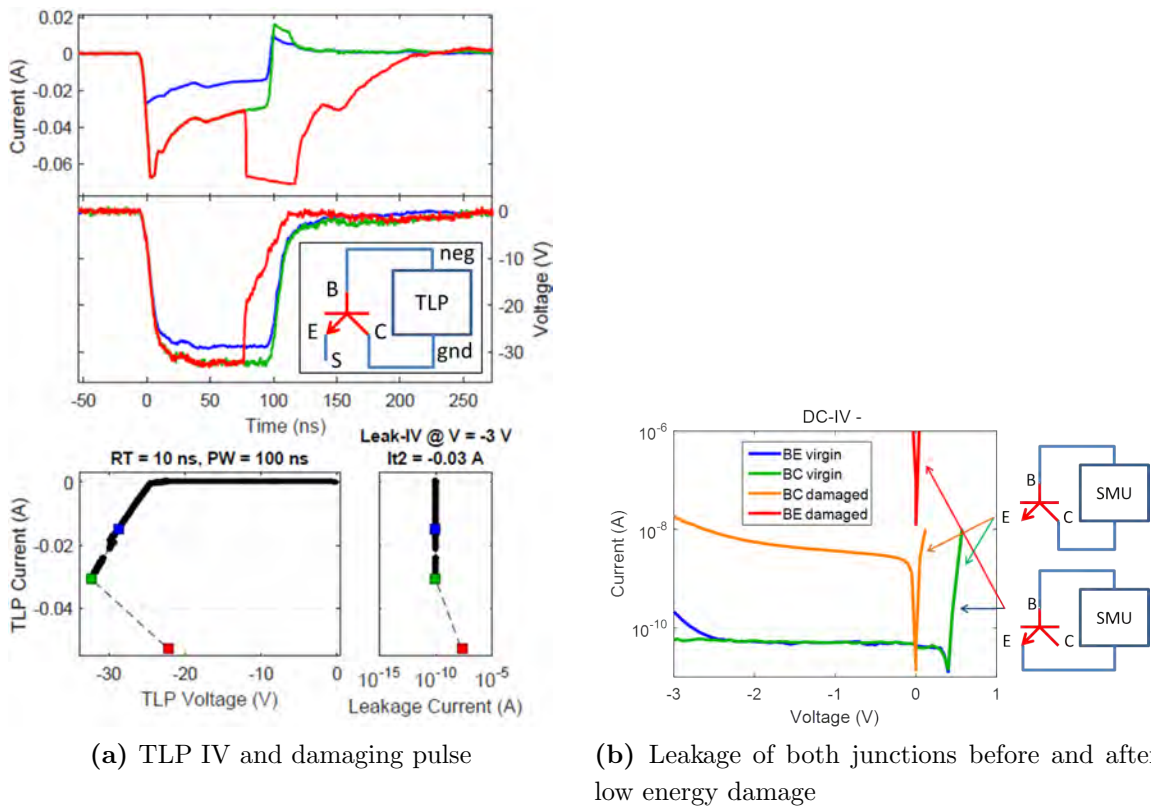 0.02
0
-0.02
-0.04
-0.06
Current (A)
0
-10
-20
-30
Voltage (V)
neg
B
TLP
E
C
S
gnd
-50
0
50
100
150
200
250
Time (ns)
RT = 10 ns, PW = 100 ns
Leak-IV @ V = -3 V
It2 = -0.03 A
0
-0.02
-0.04
TLP Current (A)
-30
-20
-10
0
TLP Voltage (V)
10-15
10-10
10-5
Leakage Current (A)
(a) TLP IV and damaging pulse
DC-IV -
10-6
10-8
10-10
Current (A)
BE virgin
BC virgin
BC damaged
BE damaged
-3
-2
-1
0
1
Voltage (V)
B
E
C
SMU
B
E
C
SMU
(b) Leakage of both junctions before and after
low energy damage